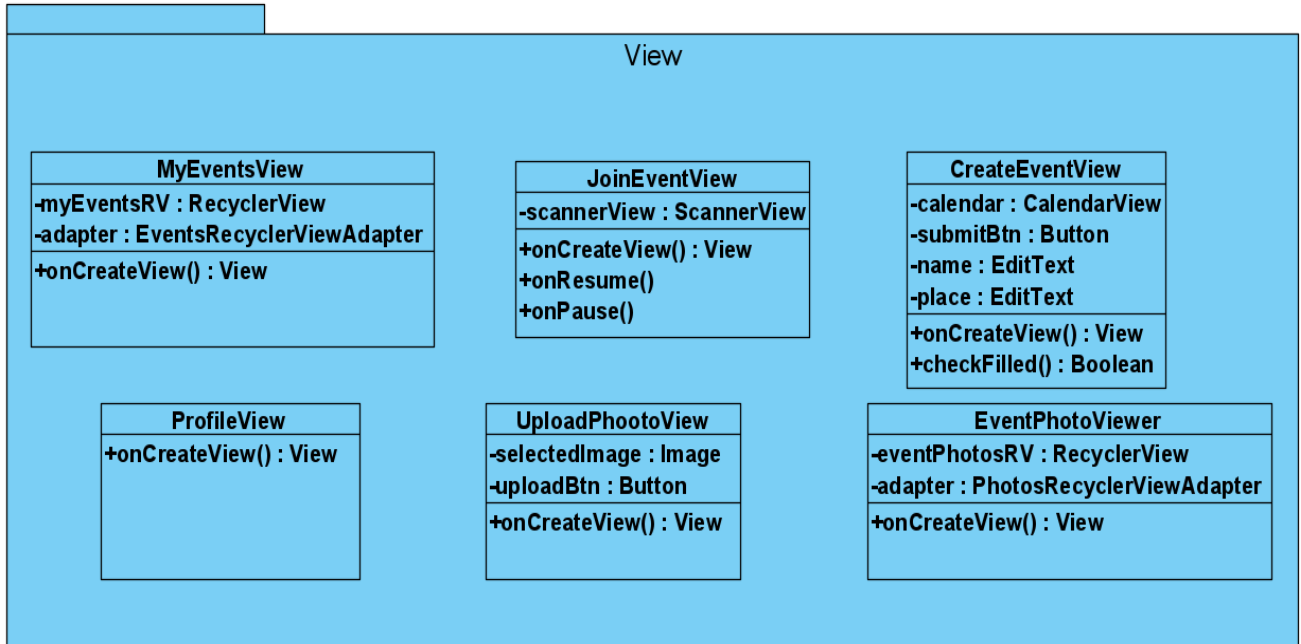 View
MyEventsView
-myEventsRV : RecyclerView
-adapter : EventsRecyclerViewAdapter
+onCreateView() : View
JoinEventView
-scannerView : ScannerView
+onCreateView() : View
+onResume()
+onPause()
CreateEventView
-calendar : CalendarView
-submitBtn : Button
-name : EditText
-place : EditText
+onCreateView() : View
+checkFilled() : Boolean
ProfileView
+onCreateView() : View
UploadPhootoView
-selectedImage : Image
-uploadBtn : Button
+onCreateView() : View
EventPhotoViewer
-eventPhotosRV : RecyclerView
-adapter : PhotosRecyclerViewAdapter
+onCreateView() : View